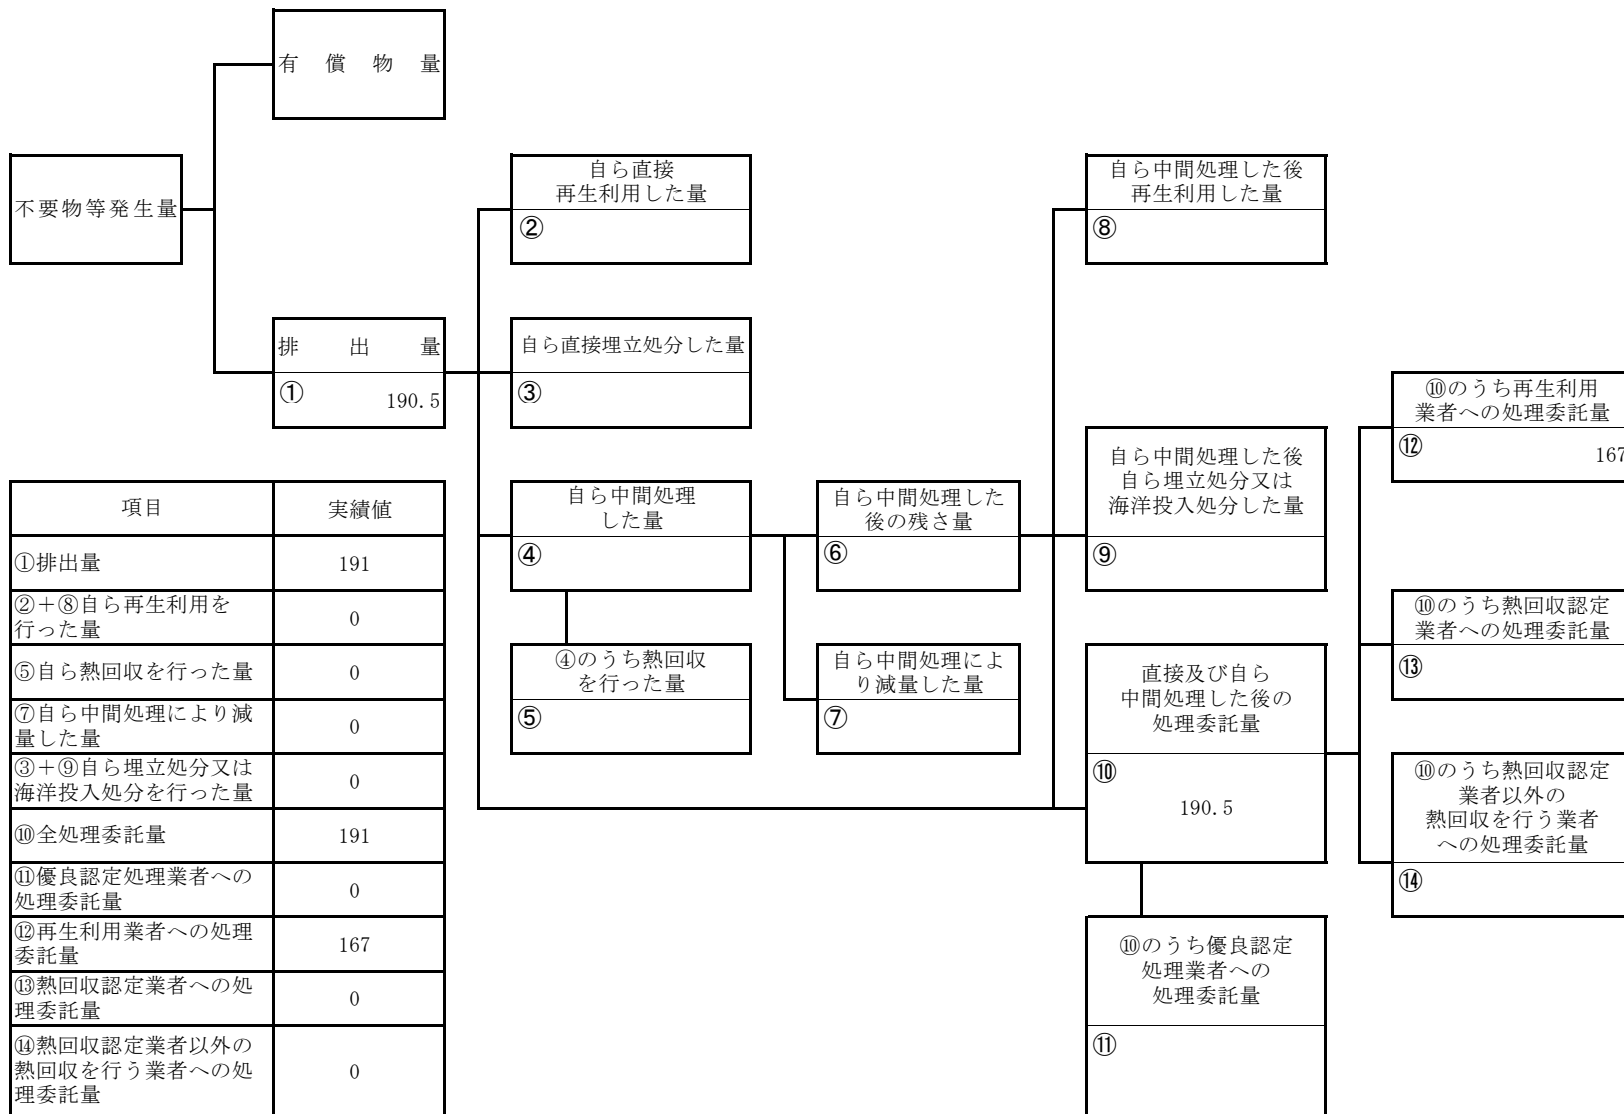 有償物量
不要物等発生量
排出量
①
190.5
自ら直接
再生利用した量
②
自ら直接埋立処分した量
③
自ら中間処理
した量
④
④のうち熱回収
を行った量
⑤
自ら中間処理した
後の残さ量
⑥
自ら中間処理によ
り減量した量
⑦
自ら中間処理した後
再生利用した量
⑧
自ら中間処理した後
自ら埋立処分又は
海洋投入処分した量
⑨
直接及び自ら
中間処理した後の
処理委託量
⑩
190.5
⑩のうち優良認定
処理業者への
処理委託量
⑪
⑩のうち再生利用
業者への処理委託量
⑫
167
⑩のうち熱回収認定
業者への処理委託量
⑬
⑩のうち熱回収認定
業者以外の
熱回収を行う業者
への処理委託量
⑭
項目 実績値
①排出量 191
②＋⑧自ら再生利用を
行った量 0
⑤自ら熱回収を行った量 0
⑦自ら中間処理により減
量した量 0
③＋⑨自ら埋立処分又は
海洋投入処分を行った量 0
⑩全処理委託量 191
⑪優良認定処理業者への
処理委託量 0
⑫再生利用業者への処理
委託量 167
⑬熱回収認定業者への処
理委託量 0
⑭熱回収認定業者以外の
熱回収を行う業者への処
理委託量 0